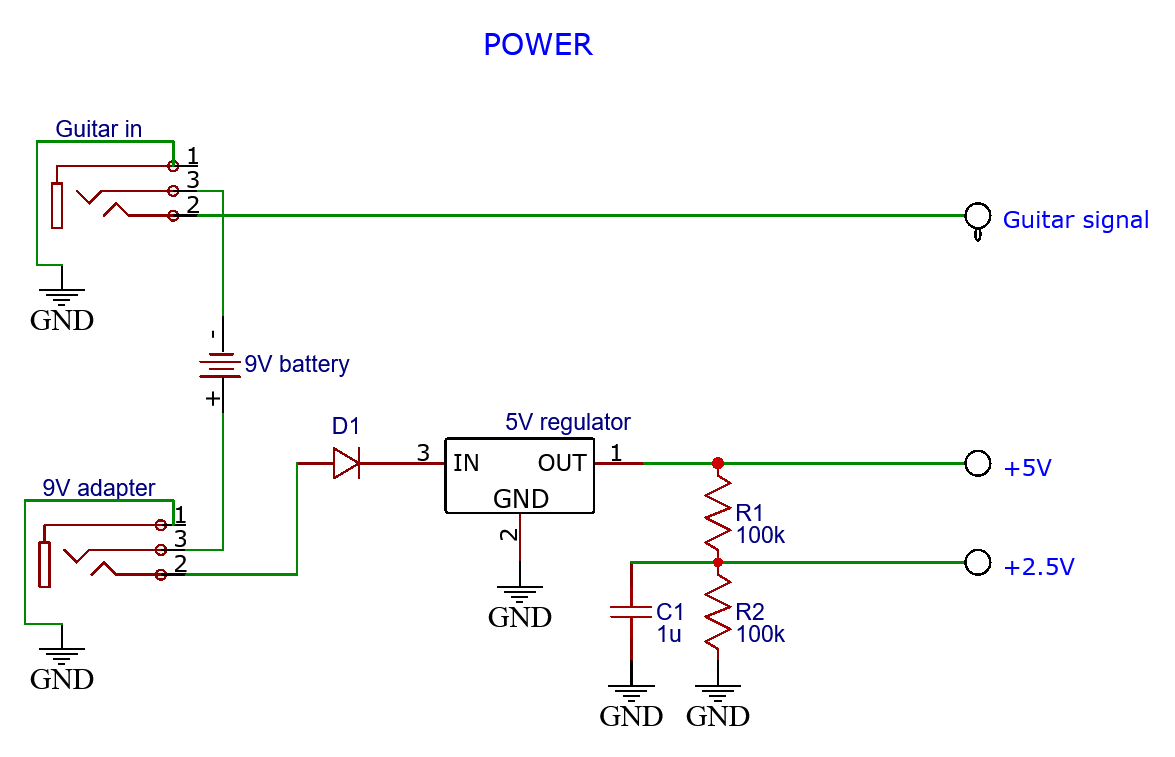 POWER
Guitar in
1
3
2
Guitar signal
GND
-
9V battery
+
D1
5V regulator
3
IN
OUT
1
+5V
GND
2
9V adapter
1
3
2
R1
100k
+2.5V
GND
C1
1u
R2
100k
GND
GND
GND